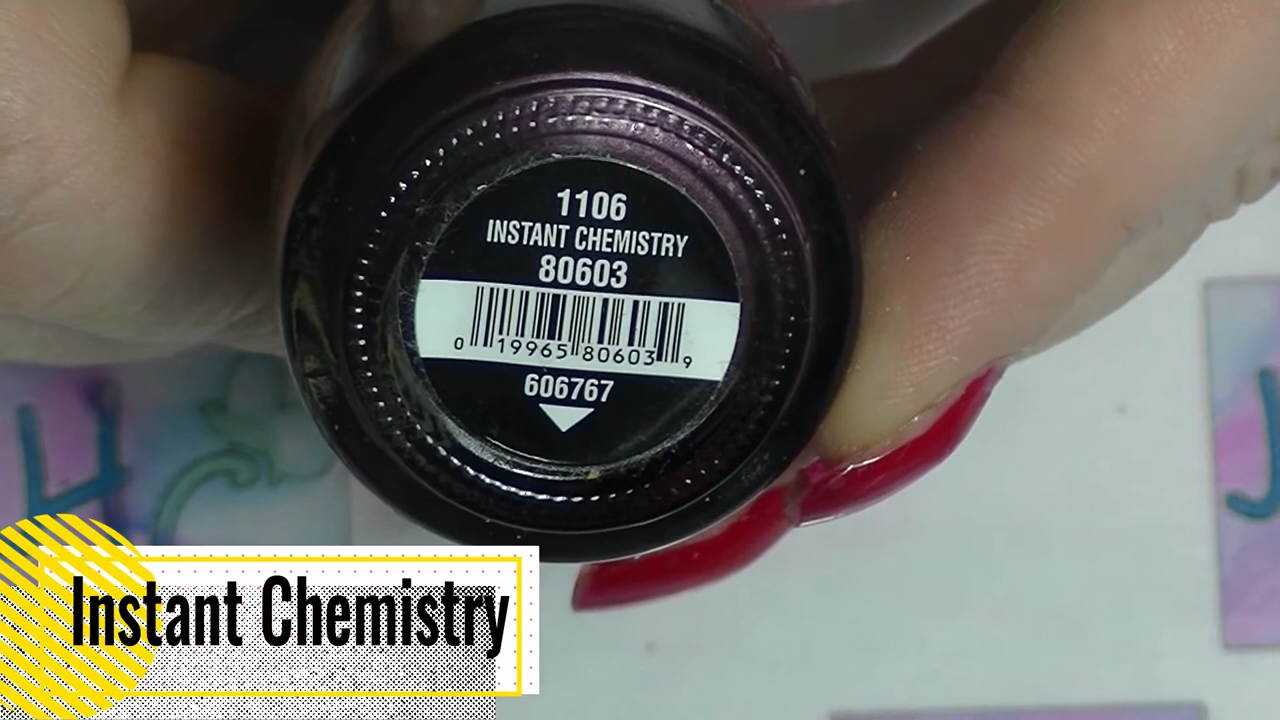 1106
INSTANT CHEMISTRY
80603
0 19965 80603 9
606767
H
J
Instant Chemistry